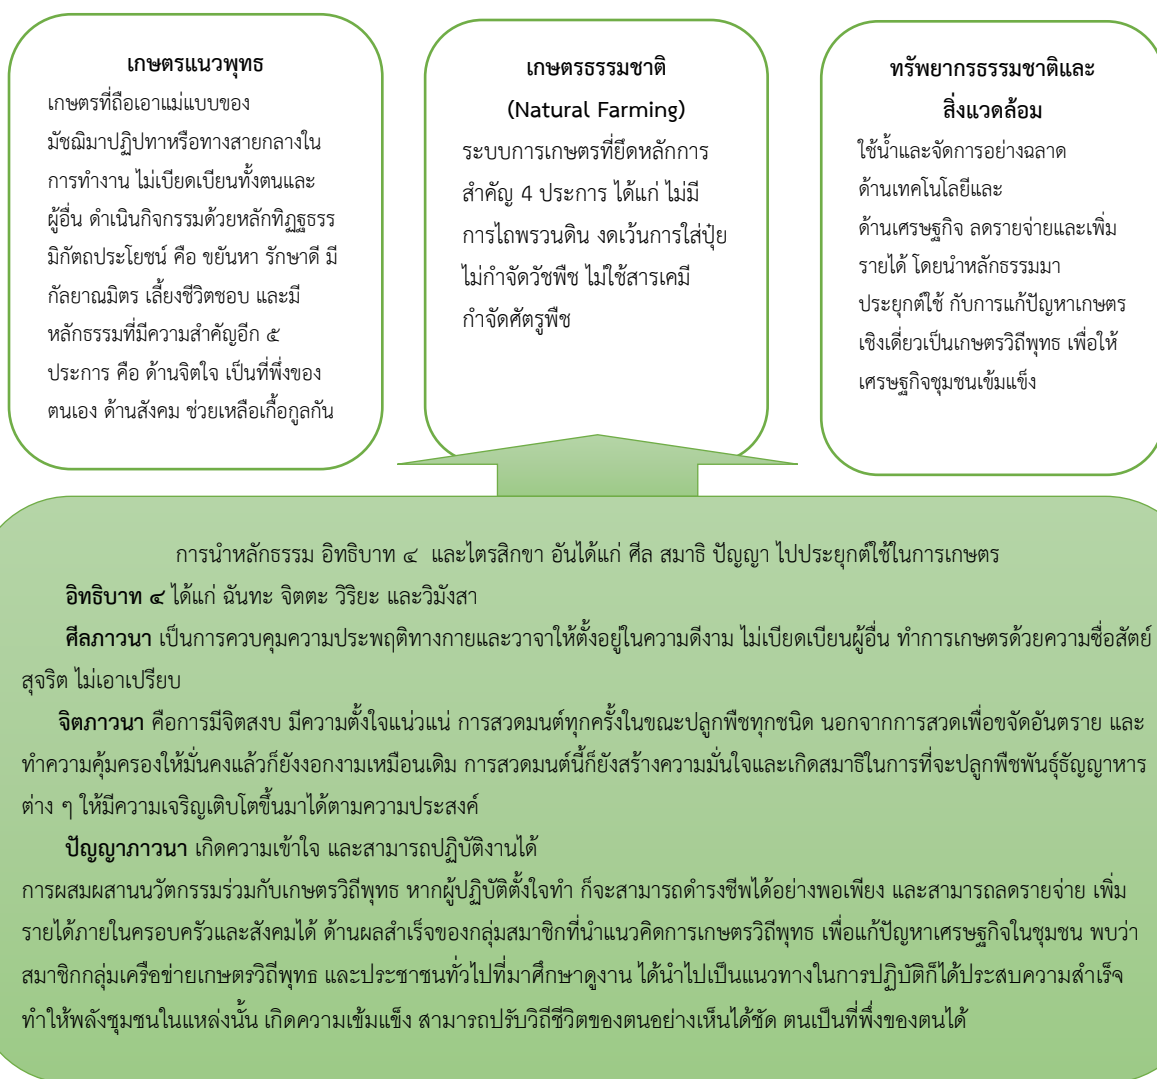 เกษตรแนวพุทธ
เกษตรที่ถือเอาแม่แบบของ
มัชฌิมาปฏิปทาหรือทางสายกลางใน
การทำงาน ไม่เบียดเบียนทั้งตนและ
ผู้อื่น ดำเนินกิจกรรมด้วยหลักทิฏฐธรร
มิกัตถประโยชน์ คือ ขยันหา รักษาดี มี
กัลยาณมิตร เลี้ยงชีวิตชอบ และมี
หลักธรรมที่มีความสำคัญอีก ๕
ประการ คือ ด้านจิตใจ เป็นที่พึ่งของ
ตนเอง ด้านสังคม ช่วยเหลือเกื้อกูลกัน
เกษตรธรรมชาติ
(Natural Farming)
ระบบการเกษตรที่ยึดหลักการ
สำคัญ 4 ประการ ได้แก่ ไม่มี
การไถพรวนดิน งดเว้นการใส่ปุ๋ย
ไม่กำจัดวัชพืช ไม่ใช้สารเคมี
กำจัดศัตรูพืช
ทรัพยากรธรรมชาติและ
สิ่งแวดล้อม
ใช้น้ำและจัดการอย่างฉลาด
ด้านเทคโนโลยีและ
ด้านเศรษฐกิจ ลดรายจ่ายและเพิ่ม
รายได้ โดยนำหลักธรรมมา
ประยุกต์ใช้ กับการแก้ปัญหาเกษตร
เชิงเดี่ยวเป็นเกษตรวิถีพุทธ เพื่อให้
เศรษฐกิจชุมชนเข้มแข็ง
การนำหลักธรรม อิทธิบาท ๔ และไตรสิกขา อันได้แก่ ศีล สมาธิ ปัญญา ไปประยุกต์ใช้ในการเกษตร
อิทธิบาท ๔ ได้แก่ ฉันทะ จิตตะ วิริยะ และวิมังสา
ศีลภาวนา เป็นการควบคุมความประพฤติทางกายและวาจาให้ตั้งอยู่ในความดีงาม ไม่เบียดเบียนผู้อื่น ทำการเกษตรด้วยความซื่อสัตย์
สุจริต ไม่เอาเปรียบ
จิตภาวนา คือการมีจิตสงบ มีความตั้งใจแน่วแน่ การสวดมนต์ทุกครั้งในขณะปลูกพืชทุกชนิด นอกจากการสวดเพื่อขจัดอันตราย และ
ทำความคุ้มครองให้มั่นคงแล้วก็ยังงอกงามเหมือนเดิม การสวดมนต์นี้ก็ยังสร้างความมั่นใจและเกิดสมาธิในการที่จะปลูกพืชพันธุ์ธัญญาหาร
ต่าง ๆ ให้มีความเจริญเติบโตขึ้นมาได้ตามความประสงค์
ปัญญาภาวนา เกิดความเข้าใจ และสามารถปฏิบัติงานได้
การผสมผสานนวัตกรรมร่วมกับเกษตรวิถีพุทธ หากผู้ปฏิบัติตั้งใจทำ ก็จะสามารถดำรงชีพได้อย่างพอเพียง และสามารถลดรายจ่าย เพิ่ม
รายได้ภายในครอบครัวและสังคมได้ ด้านผลสำเร็จของกลุ่มสมาชิกที่นำแนวคิดการเกษตรวิถีพุทธ เพื่อแก้ปัญหาเศรษฐกิจในชุมชน พบว่า
สมาชิกกลุ่มเครือข่ายเกษตรวิถีพุทธ และประชาชนทั่วไปที่มาศึกษาดูงาน ได้นำไปเป็นแนวทางในการปฏิบัติก็ได้ประสบความสำเร็จ
ทำให้พลังชุมชนในแหล่งนั้น เกิดความเข้มแข็ง สามารถปรับวิถีชีวิตของตนอย่างเห็นได้ชัด ตนเป็นที่พึ่งของตนได้